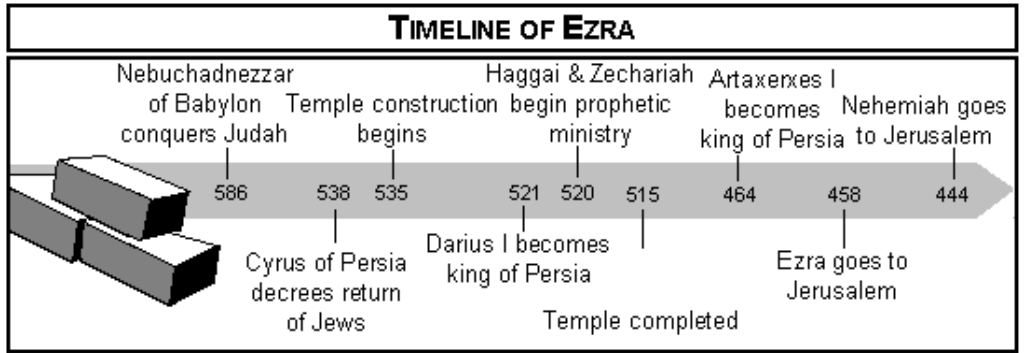 TIMELINE OF EZRA
Nebuchadnezzar
of Babylon
conquers Judah
Temple construction
begins
Haggai & Zechariah
begin prophetic
ministry
Artaxerxes I
becomes
king of Persia
Nehemiah goes
to Jerusalem
586 538 535 521 520 515 464 458 444
Cyrus of Persia
decrees return
of Jews
Darius I becomes
king of Persia
Temple completed
Ezra goes to
Jerusalem